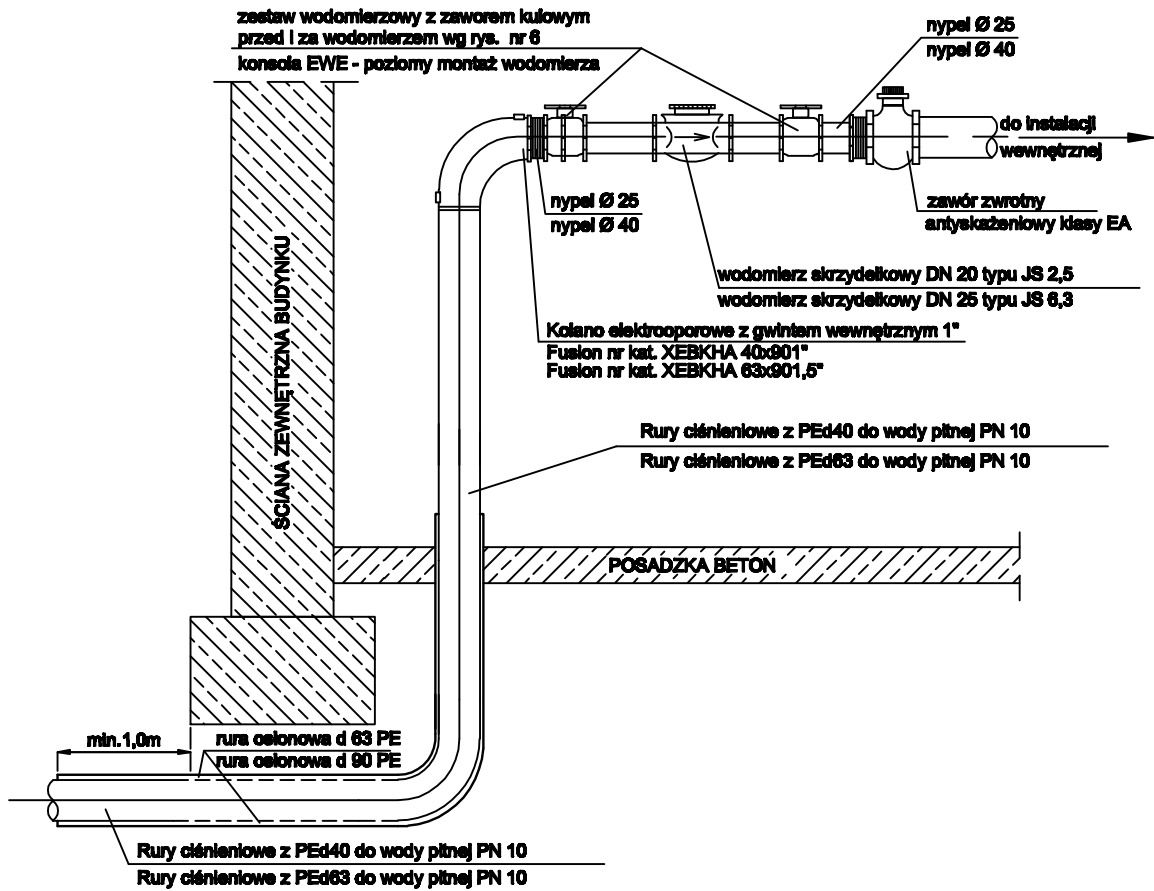 zestaw wodomierzowy z zaworem kulowym
przed i za wodomierzem wg rys. nr 6
konsola EWE - poziomy montaż wodomierza
nypel Ø 25
nypel Ø 40
do instalacji
wewnętrznej
nypel Ø 25
nypel Ø 40
zawór zwrotny
antyskażeniowy klasy EA
wodomierz skrzydełkowy DN 20 typu JS 2,5
wodomierz skrzydełkowy DN 25 typu JS 6,3
Kolano elektrooporowe z gwintem wewnętrznym 1"
Fusion nr kat. XEBKHA 40x901"
Fusion nr kat. XEBKHA 63x901,5"
ŚCIANA ZEWNĘTRZNA BUDYNKU
Rury ciśnieniowe z PEd40 do wody pitnej PN 10
Rury ciśnieniowe z PEd63 do wody pitnej PN 10
POSADZKA BETON
min.1,0m
rura osłonowa d 63 PE
rura osłonowa d 90 PE
Rury ciśnieniowe z PEd40 do wody pitnej PN 10
Rury ciśnieniowe z PEd63 do wody pitnej PN 10